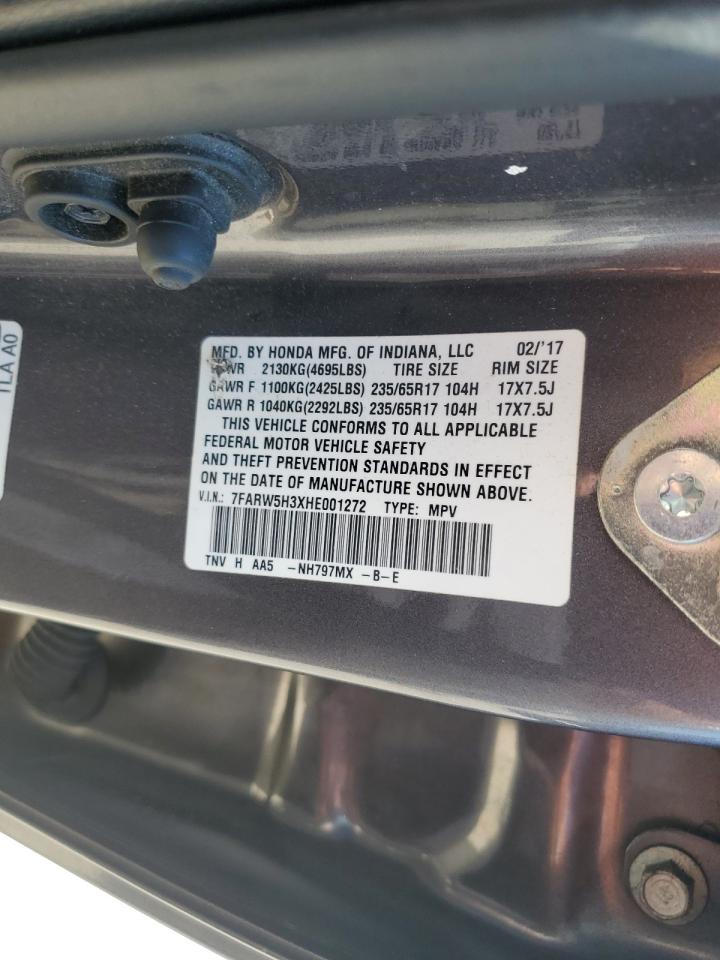 MFD. BY HONDA MFG. OF INDIANA, LLC 02/'17
GVWR 2130KG(4695LBS) TIRE SIZE RIM SIZE
GAWR F 1100KG(2425LBS) 235/65R17 104H 17X7.5J
GAWR R 1040KG(2292LBS) 235/65R17 104H 17X7.5J
THIS VEHICLE CONFORMS TO ALL APPLICABLE
FEDERAL MOTOR VEHICLE SAFETY
AND THEFT PREVENTION STANDARDS IN EFFECT
ON THE DATE OF MANUFACTURE SHOWN ABOVE.
V.I.N.: 7FARW5H3XHE001272 TYPE: MPV
TNV H AA5 -NH797MX -B-E
TLA A0